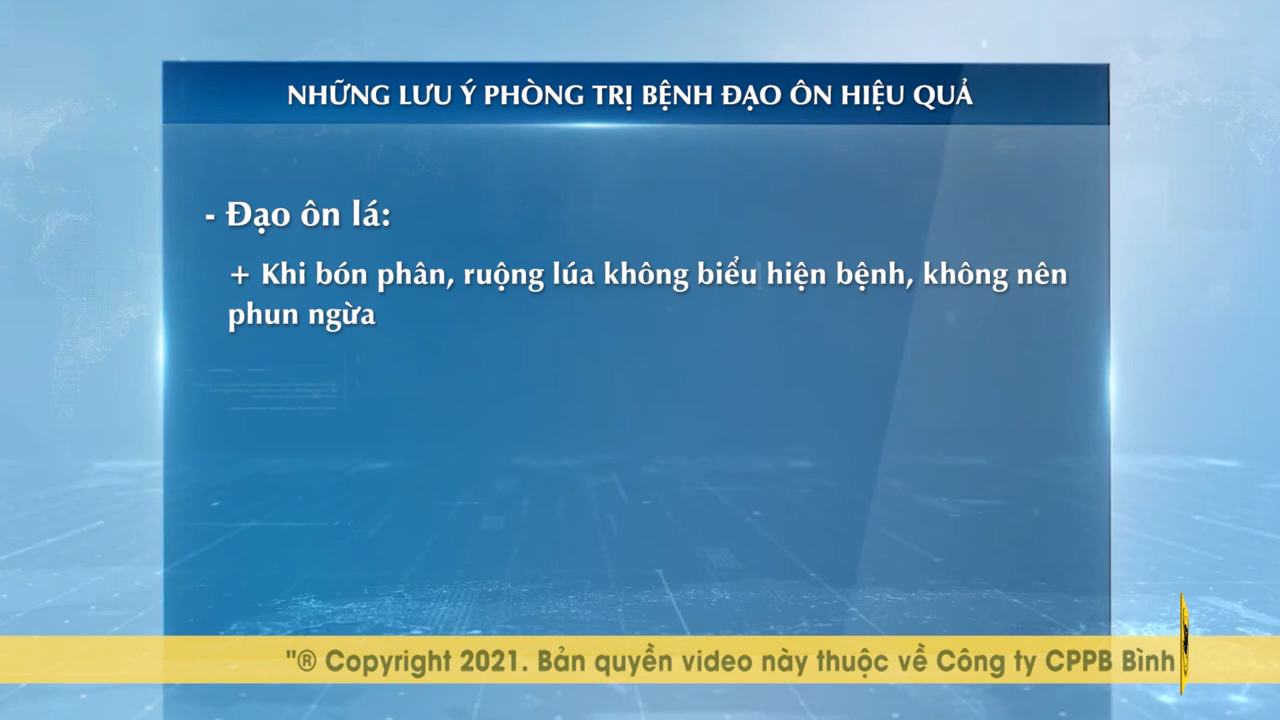 NHỮNG LƯU Ý PHÒNG TRỊ BỆNH ĐẠO ÔN HIỆU QUẢ
- Đạo ôn lá:
+ Khi bón phân, ruộng lúa không biểu hiện bệnh, không nên
phun ngừa
"® Copyright 2021. Bản quyền video này thuộc về Công ty CPPB Bình